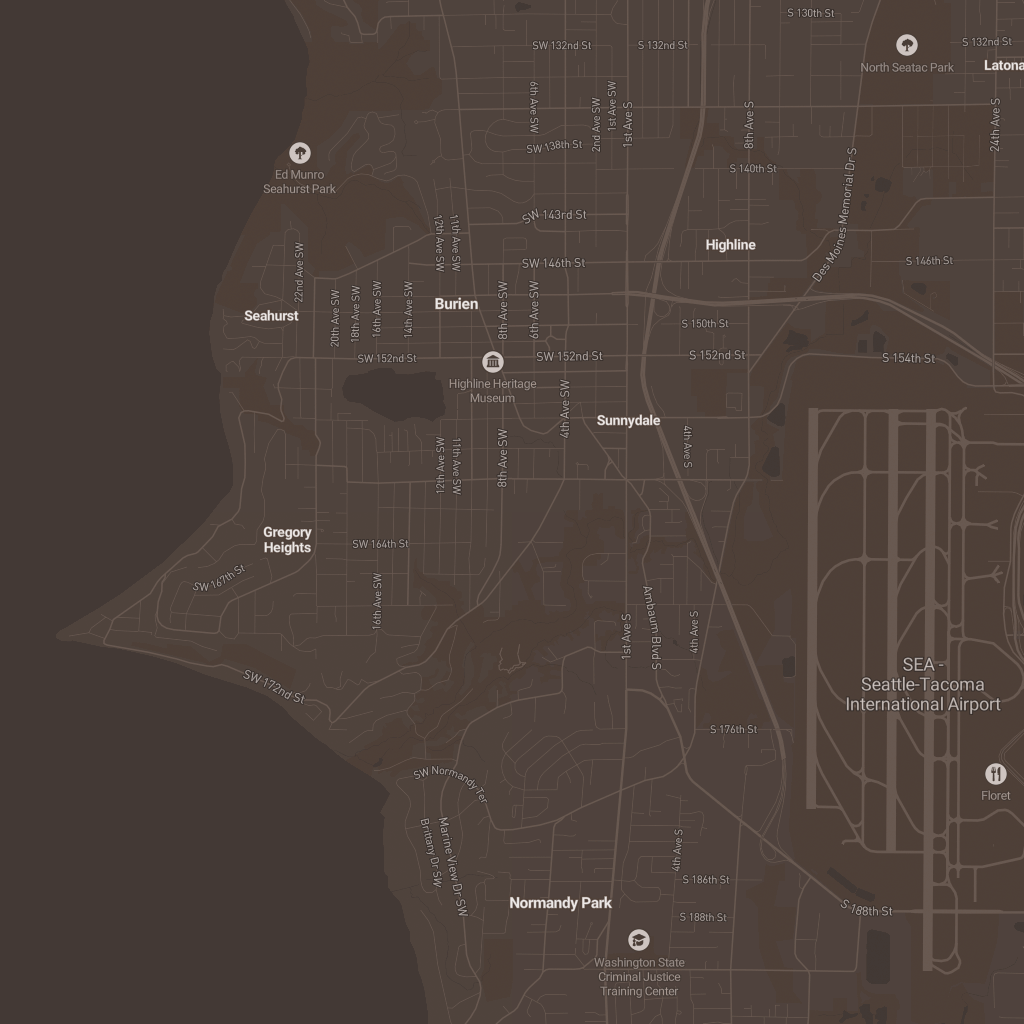 S 130th St
SW 132nd St
S 132nd St
S 132nd St
North Seatac Park
Latona
6th Ave SW
2nd Ave SW
1st Ave SW
1st Ave S
8th Ave S
24th Ave S
SW 138th St
Ed Munro
Seahurst Park
S 140th St
Des Moines Memorial Dr S
12th Ave SW
11th Ave SW
SW 143rd St
Highline
22nd Ave SW
SW 146th St
S 146th St
20th Ave SW
18th Ave SW
16th Ave SW
14th Ave SW
Burien
8th Ave SW
6th Ave SW
Seahurst
S 150th St
SW 152nd St
SW 152nd St
S 152nd St
S 154th St
Highline Heritage
Museum
4th Ave SW
Sunnydale
12th Ave SW
11th Ave SW
8th Ave SW
4th Ave S
Gregory
Heights
SW 164th St
SW 167th St
16th Ave SW
1st Ave S
Ambaum Blvd S
4th Ave S
SEA -
Seattle-Tacoma
International Airport
SW 172nd St
S 176th St
SW Normandy Ter
Floret
Brittany Dr SW
Marine View Dr SW
4th Ave S
S 186th St
Normandy Park
S 188th St
S 188th St
Washington State
Criminal Justice
Training Center